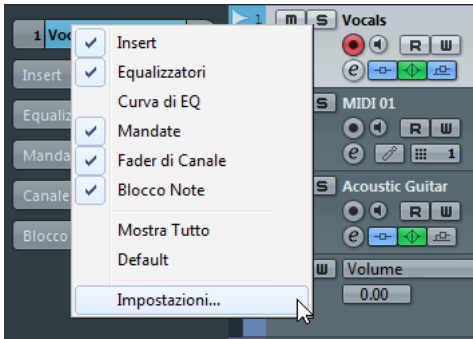 1 Voc
Insert
Equaliz
Manda
Canale
Blocco
Insert
Equalizzatori
Curva di EQ
Mandate
Fader di Canale
Blocco Note
Mostra Tutto
Default
Impostazioni...
1 m S Vocals
R W
e
S MIDI 01
R W
e 1
S Acoustic Guitar
R W
e
W Volume
0.00